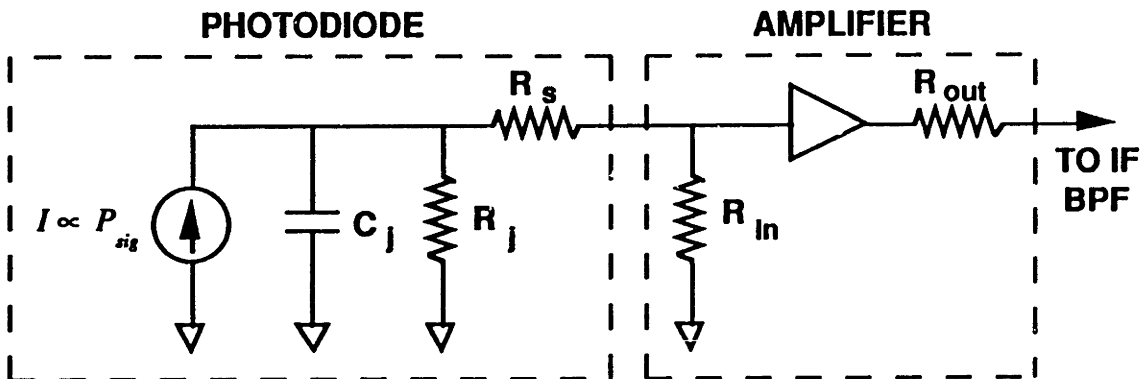 PHOTODIODE
AMPLIFIER
R s
R out
I ∝ P sig
C j
R j
R in
TO IF
BPF